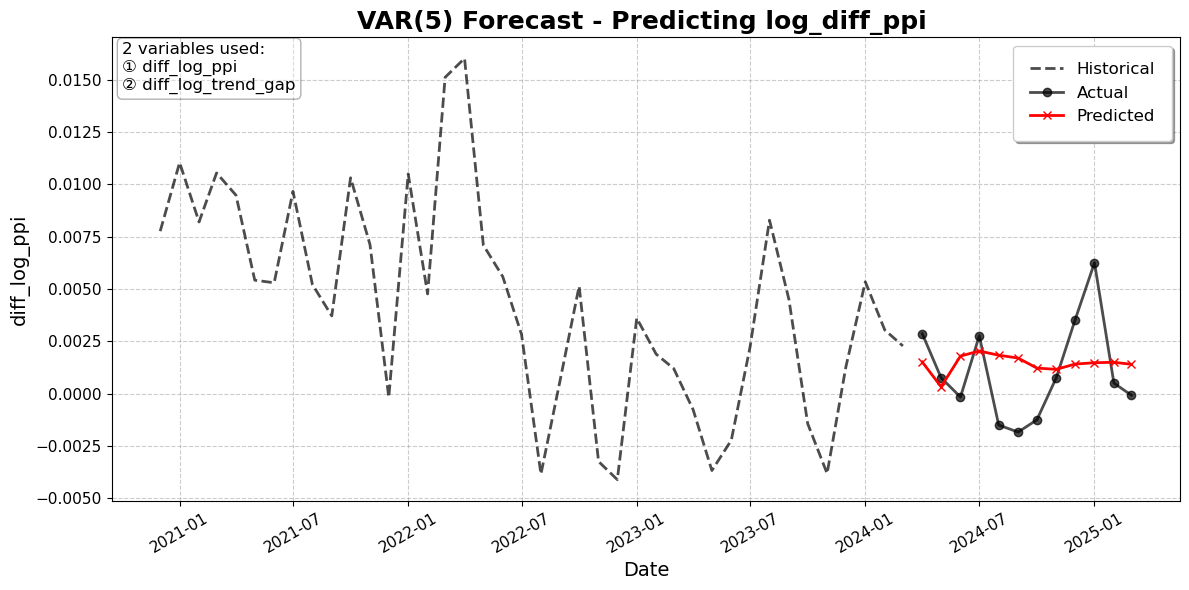 VAR(5) Forecast - Predicting log_diff_ppi
2 variables used:
① diff_log_ppi
② diff_log_trend_gap
Historical
Actual
Predicted
diff_log_ppi
0.0150
0.0125
0.0100
0.0075
0.0050
0.0025
0.0000
−0.0025
−0.0050
2021-01
2021-07
2022-01
2022-07
2023-01
2023-07
2024-01
2024-07
2025-01
Date